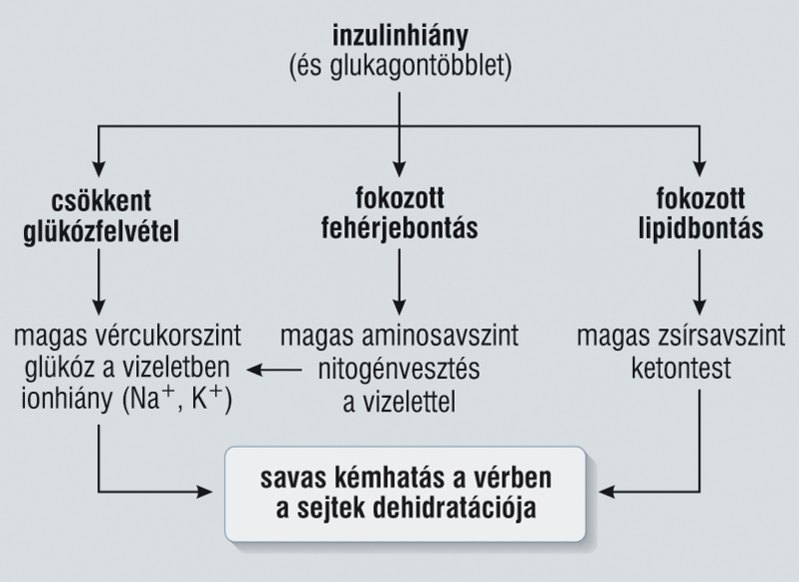 inzulinhiány
(és glukagontöbblet)
csökkent
glükózfelvétel
fokozott
fehérjebontás
fokozott
lipidbontás
magas vércukorszint
glükóz a vizeletben
ionhiány (Na⁺, K⁺)
magas aminosavszint
nitogénvesztés
a vizelettel
magas zsírsavszint
ketontest
savas kémhatás a vérben
a sejtek dehidratációja